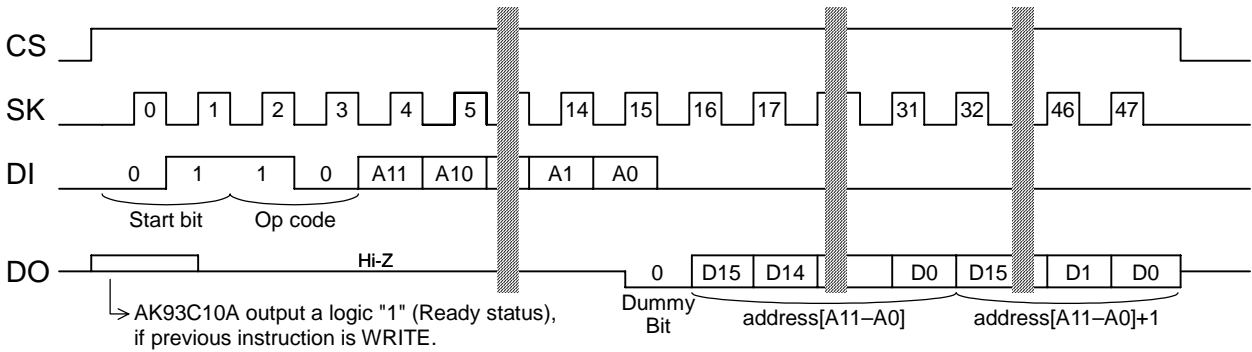 CS
SK 0 1 2 3 4 5 14 15 16 17 31 32 46 47
DI 0 1 1 0 A11 A10 A1 A0
Start bit Op code
DO Hi-Z 0 D15 D14 D0 D15 D1 D0
AK93C10A output a logic "1" (Ready status),
if previous instruction is WRITE.
Dummy
Bit
address[A11–A0] address[A11–A0]+1